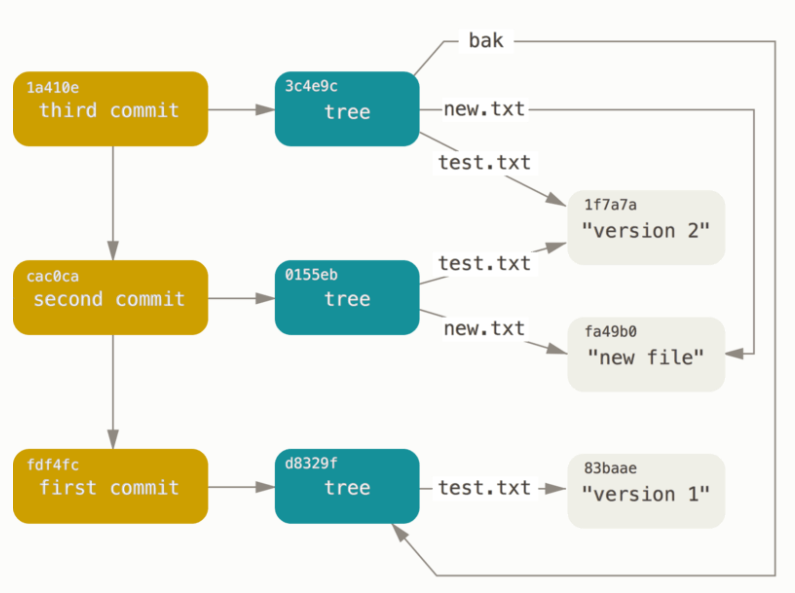 bak
1a410e
third commit
3c4e9c
tree
new.txt
test.txt
1f7a7a
"version 2"
cac0ca
second commit
0155eb
tree
test.txt
new.txt
fa49b0
"new file"
fdf4fc
first commit
d8329f
tree
test.txt
83baae
"version 1"